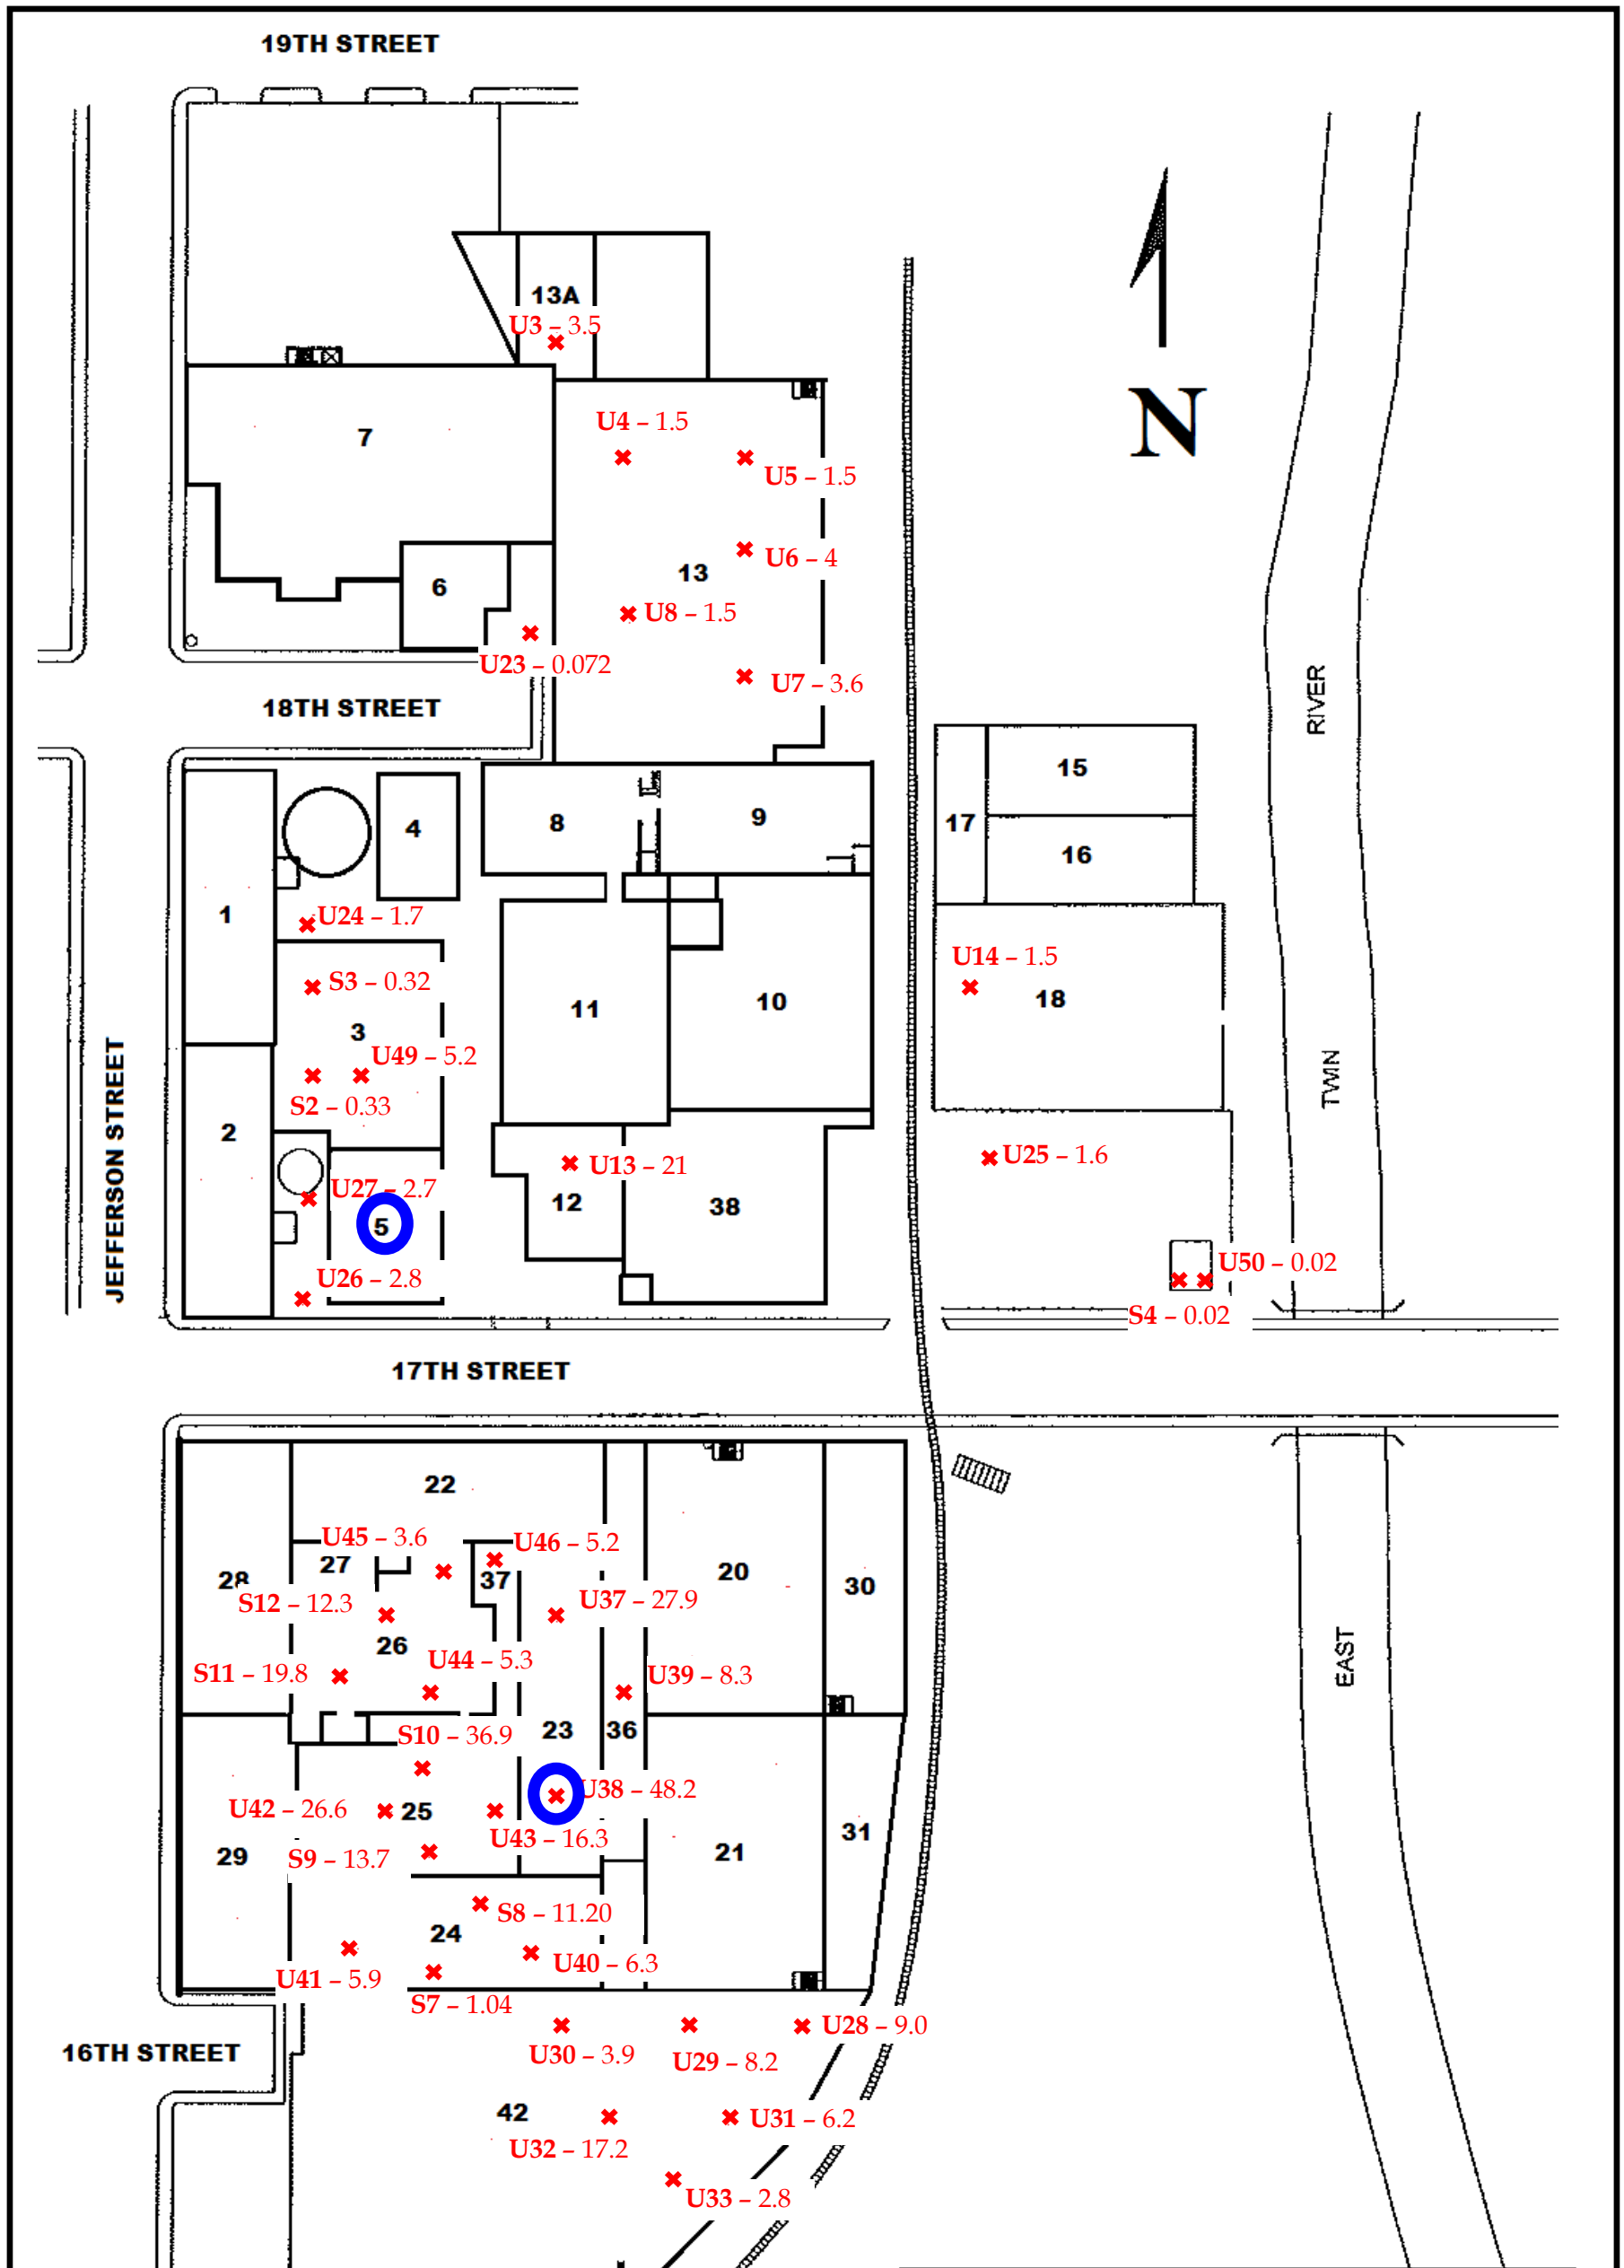 19TH STREET
13A
U3 – 3.5
7
U4 – 1.5
U5 – 1.5
N
U6 – 4
13
6
U8 – 1.5
U23 – 0.072
U7 – 3.6
18TH STREET
RIVER
15
17
16
8
9
4
1
U24 – 1.7
S3 – 0.32
3
U49 – 5.2
S2 – 0.33
11
10
U14 – 1.5
18
TWIN
JEFFERSON STREET
2
U27 – 2.7
5
U26 – 2.8
U13 – 21
12
38
U25 – 1.6
U50 – 0.02
S4 – 0.02
17TH STREET
22
U45 – 3.6
U46 – 5.2
27
37
28
S12 – 12.3
U37 – 27.9
20
30
26
S11 – 19.8
U44 – 5.3
U39 – 8.3
EAST
S10 – 36.9
23
36
U38 – 48.2
U42 – 26.6
25
U43 – 16.3
S9 – 13.7
29
21
31
S8 – 11.20
24
U40 – 6.3
U41 – 5.9
S7 – 1.04
U28 – 9.0
16TH STREET
U30 – 3.9
U29 – 8.2
42
U31 – 6.2
U32 – 17.2
U33 – 2.8